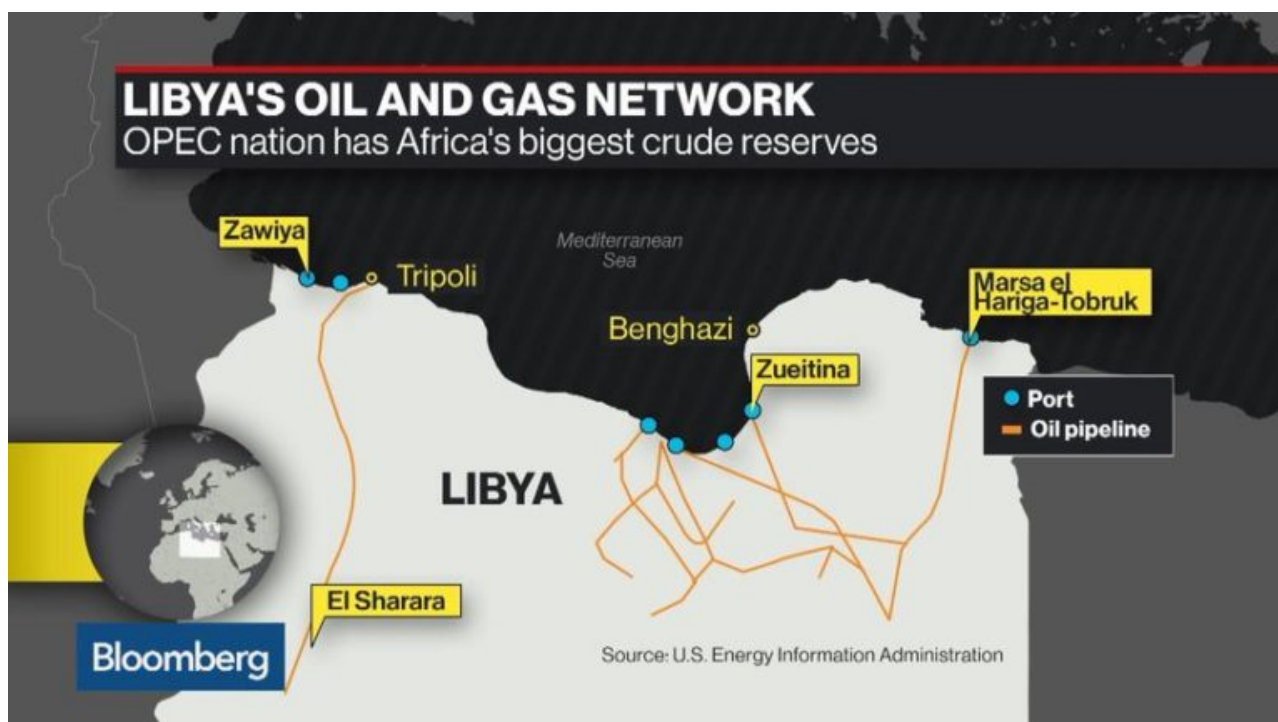 LIBYA'S OIL AND GAS NETWORK
OPEC nation has Africa's biggest crude reserves
Zawiya
Tripoli
Mediterranean
Sea
Benghazi
Zueitina
Marsa el
Hariga-Tobruk
Port
Oil pipeline
LIBYA
El Sharara
Bloomberg
Source: U.S. Energy Information Administration